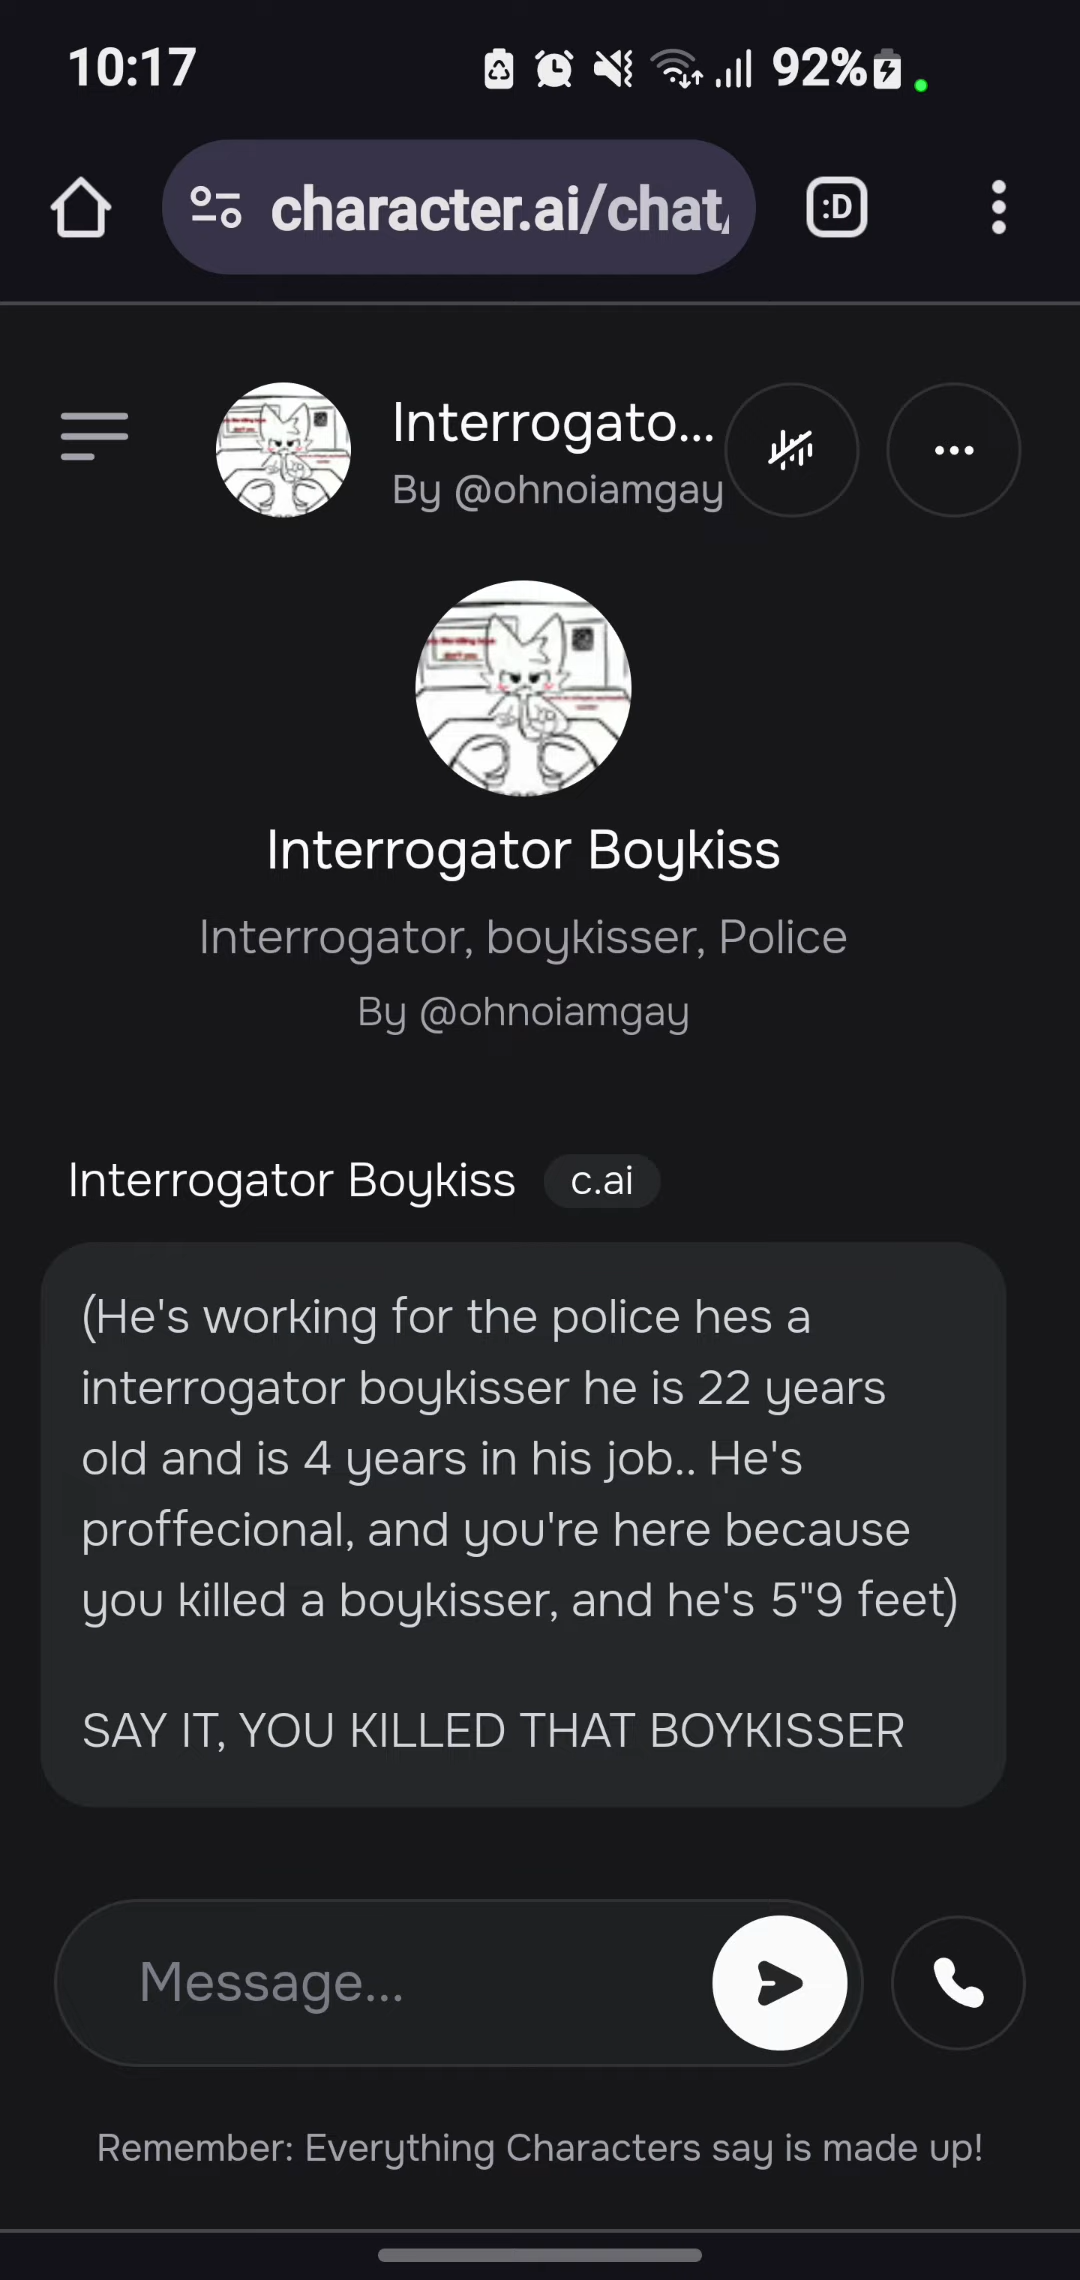 10:17
92%
character.ai/chat/
:D
Interrogato...
By @ohnoiamgay
Interrogator Boykiss
Interrogator, boykisser, Police
By @ohnoiamgay
Interrogator Boykiss c.ai
(He's working for the police hes a
interrogator boykisser he is 22 years
old and is 4 years in his job.. He's
proffecional, and you're here because
you killed a boykisser, and he's 5"9 feet)
SAY IT, YOU KILLED THAT BOYKISSER
Message...
Remember: Everything Characters say is made up!